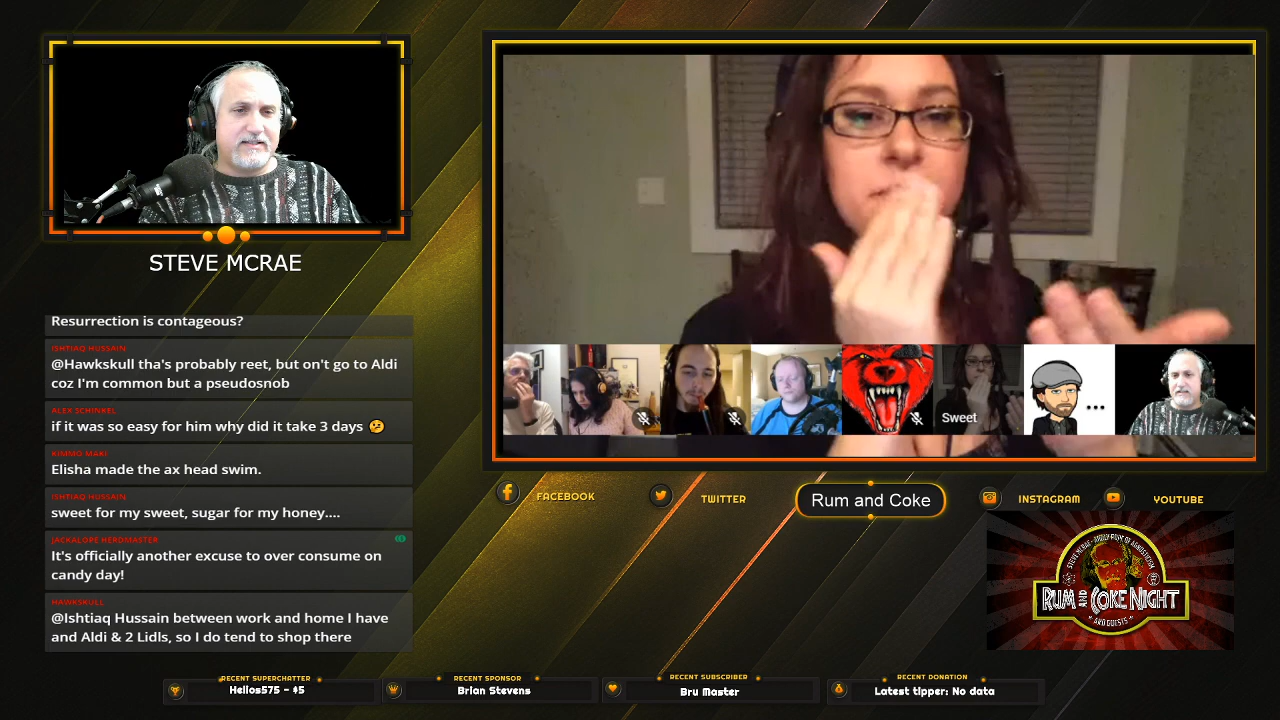 STEVE MCRAE
Resurrection is contageous?
ISHTIAQ HUSSAIN
@Hawkskull tha's probably reet, but on't go to Aldi
coz I'm common but a pseudosnob
ALEX SCHINKEL
if it was so easy for him why did it take 3 days 🤔
KIMMO MAKI
Elisha made the ax head swim.
ISHTIAQ HUSSAIN
sweet for my sweet, sugar for my honey....
JACKALOPE HERDMASTER
It's officially another excuse to over consume on
candy day!
HAWKSKULL
@Ishtiaq Hussain between work and home I have
and Aldi & 2 Lidls, so I do tend to shop there
Sweet
...
FACEBOOK
TWITTER
Rum and Coke
INSTAGRAM
YOUTUBE
RUM AND COKE NIGHT
AND GUESTS
RECENT SUPERCHATTER
Helios575 - $5
RECENT SPONSOR
Brian Stevens
RECENT SUBSCRIBER
Bru Master
RECENT DONATION
Latest tipper: No data